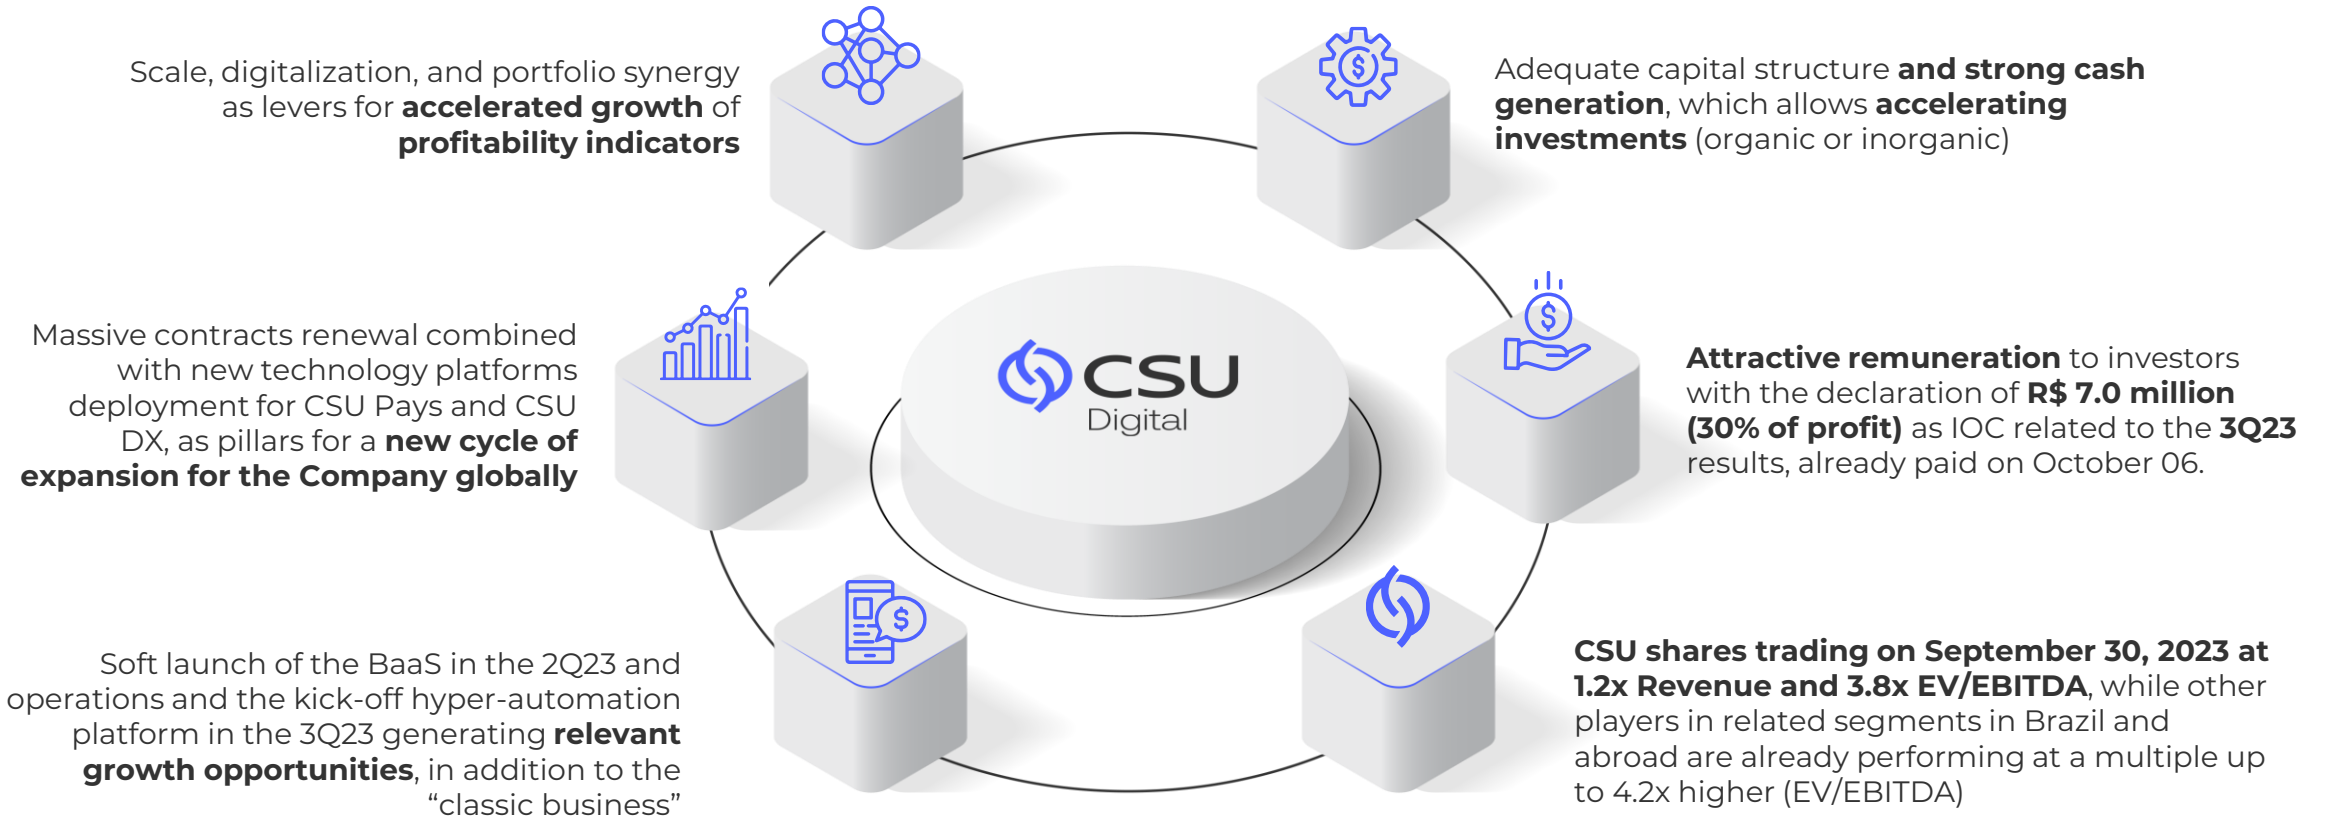 Scale, digitalization, and portfolio synergy
as levers for accelerated growth of
profitability indicators
Adequate capital structure and strong cash
generation, which allows accelerating
investments (organic or inorganic)
Massive contracts renewal combined
with new technology platforms
deployment for CSU Pays and CSU
DX, as pillars for a new cycle of
expansion for the Company globally
CSU
Digital
Attractive remuneration to investors
with the declaration of R$ 7.0 million
(30% of profit) as IOC related to the 3Q23
results, already paid on October 06.
Soft launch of the BaaS in the 2Q23 and
operations and the kick-off hyper-automation
platform in the 3Q23 generating relevant
growth opportunities, in addition to the
“classic business”
CSU shares trading on September 30, 2023 at
1.2x Revenue and 3.8x EV/EBITDA, while other
players in related segments in Brazil and
abroad are already performing at a multiple up
to 4.2x higher (EV/EBITDA)